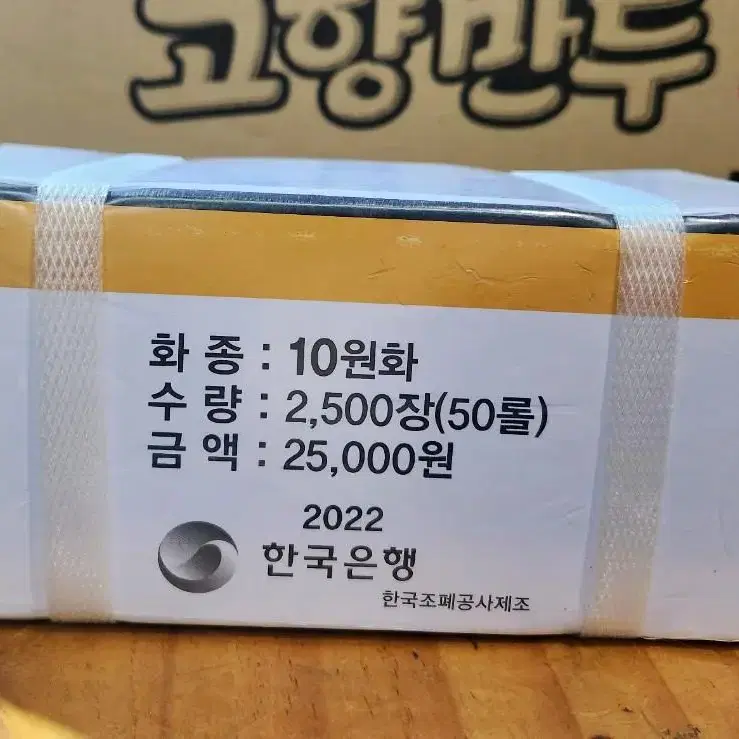 고향만두
화 종 : 10원화
수 량 : 2,500장(50롤)
금 액 : 25,000원
2022
한국은행
한국조폐공사제조